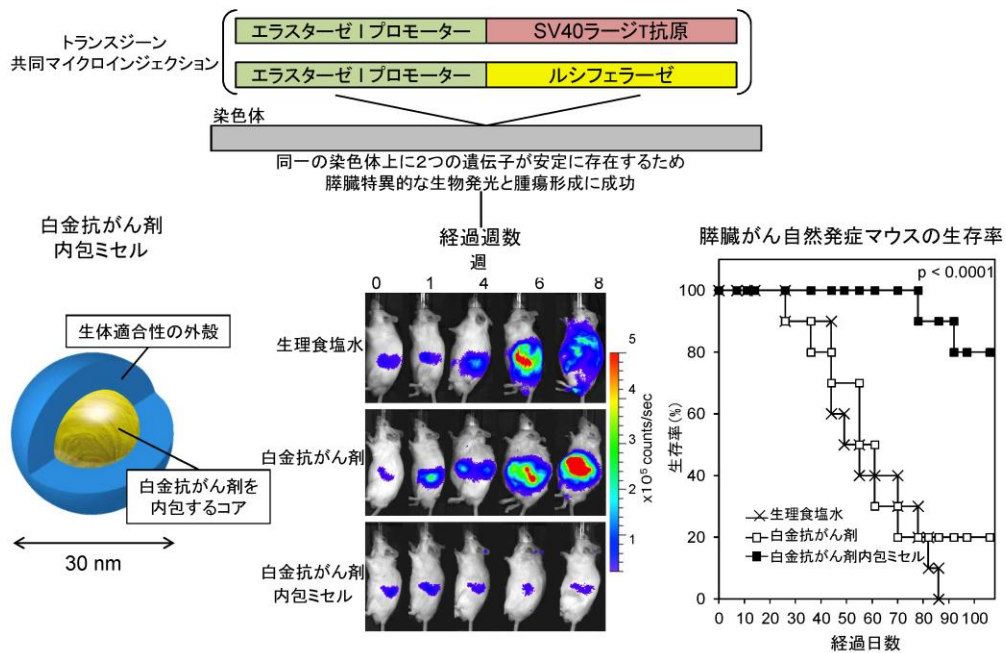 トランスジーン
共同マイクロインジェクション
エラスターゼ I プロモーター
SV40ラージT抗原
エラスターゼ I プロモーター
ルシフェラーゼ
染色体
同一の染色体上に2つの遺伝子が安定に存在するため
膵臓特異的な生物発光と腫瘍形成に成功
白金抗がん剤
内包ミセル
生体適合性の外殻
白金抗がん剤を
内包するコア
30 nm
経過週数
週
0 1 4 6 8
生理食塩水
白金抗がん剤
白金抗がん剤
内包ミセル
5
4
3
2
1
x10⁵ counts/sec
膵臓がん自然発症マウスの生存率
p < 0.0001
100
80
60
40
20
0
生存率(%)
生理食塩水
白金抗がん剤
白金抗がん剤内包ミセル
0 10 20 30 40 50 60 70 80 90 100
経過日数